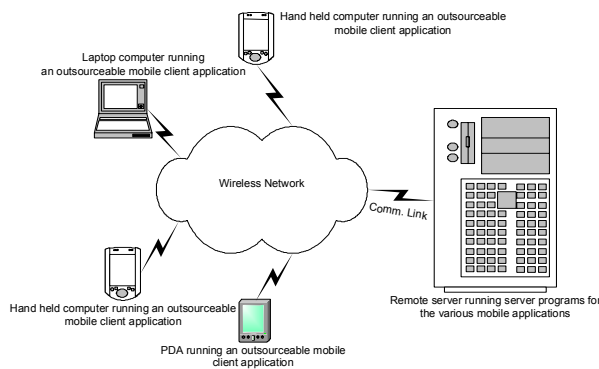 Hand held computer running an outsourceable
mobile client application
Laptop computer running
an outsourceable mobile client application
Wireless Network
Comm. Link
Hand held computer running an outsourceable
mobile client application
Remote server running server programs for
the various mobile applications
PDA running an outsourceable mobile
client application